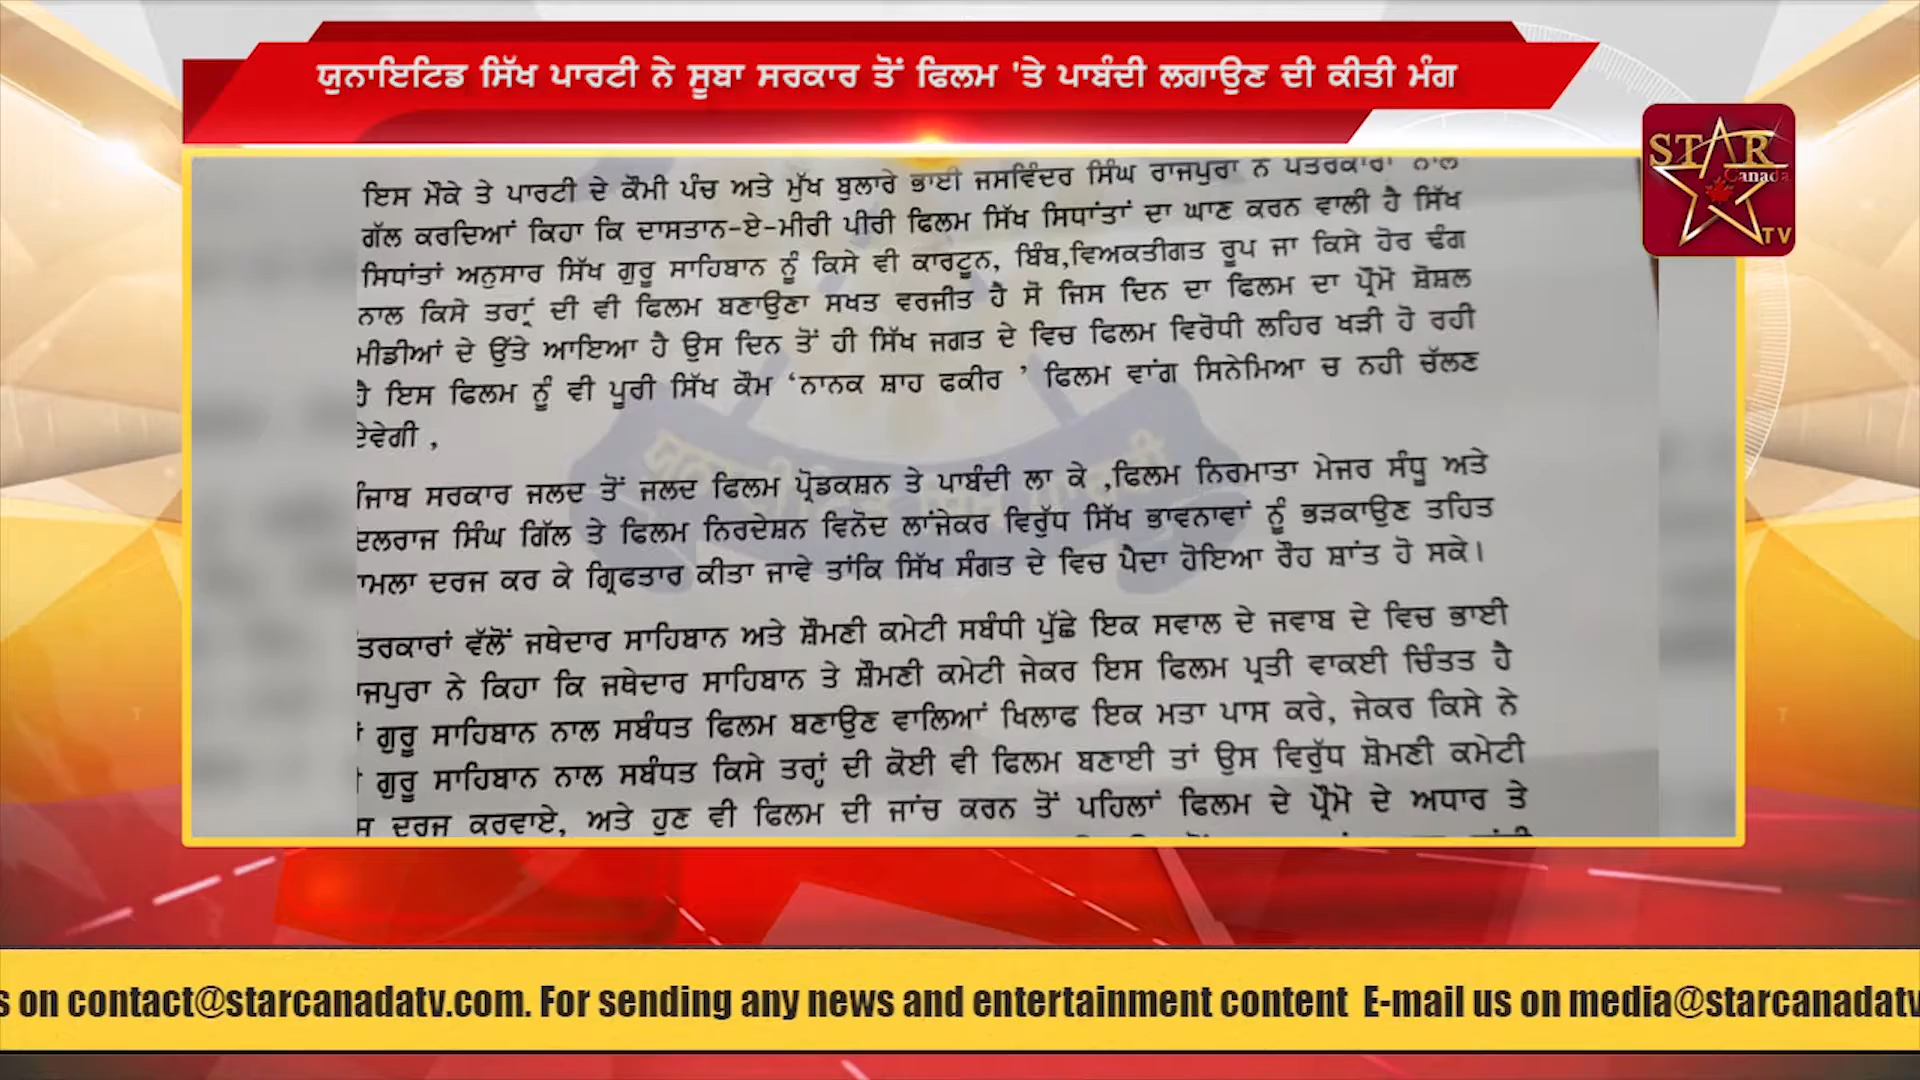 ਯੁਨਾਇਟਿਡ ਸਿੱਖ ਪਾਰਟੀ ਨੇ ਸੂਬਾ ਸਰਕਾਰ ਤੋਂ ਫਿਲਮ 'ਤੇ ਪਾਬੰਦੀ ਲਗਾਉਣ ਦੀ ਕੀਤੀ ਮੰਗ
STAR
Canada
TV
ਇਸ ਮੌਕੇ ਤੇ ਪਾਰਟੀ ਦੇ ਕੌਮੀ ਪੰਚ ਅਤੇ ਮੁੱਖ ਬੁਲਾਰੇ ਭਾਈ ਜਸਵਿੰਦਰ ਸਿੰਘ ਰਾਜਪੁਰਾ ਨੇ ਪਤਰਕਾਰਾਂ ਨਾਲ
ਗੱਲ ਕਰਦਿਆਂ ਕਿਹਾ ਕਿ ਦਾਸਤਾਨ-ਏ-ਮੀਰੀ ਪੀਰੀ ਫਿਲਮ ਸਿੱਖ ਸਿਧਾਂਤਾਂ ਦਾ ਘਾਣ ਕਰਨ ਵਾਲੀ ਹੈ ਸਿੱਖ
ਸਿਧਾਂਤਾਂ ਅਨੁਸਾਰ ਸਿੱਖ ਗੁਰੂ ਸਾਹਿਬਾਨ ਨੂੰ ਕਿਸੇ ਵੀ ਕਾਰਟੂਨ, ਬਿੰਬ,ਵਿਅਕਤੀਗਤ ਰੂਪ ਜਾ ਕਿਸੇ ਹੋਰ ਢੰਗ
ਨਾਲ ਕਿਸੇ ਤਰ੍ਹਾਂ ਦੀ ਵੀ ਫਿਲਮ ਬਣਾਉਣਾ ਸਖਤ ਵਰਜੀਤ ਹੈ ਸੋ ਜਿਸ ਦਿਨ ਦਾ ਫਿਲਮ ਦਾ ਪ੍ਰੋਮੋ ਸ਼ੋਸ਼ਲ
ਮੀਡੀਆਂ ਦੇ ਉੱਤੇ ਆਇਆ ਹੈ ਉਸ ਦਿਨ ਤੋਂ ਹੀ ਸਿੱਖ ਜਗਤ ਦੇ ਵਿਚ ਫਿਲਮ ਵਿਰੋਧੀ ਲਹਿਰ ਖੜੀ ਹੋ ਰਹੀ
ਹੈ ਇਸ ਫਿਲਮ ਨੂੰ ਵੀ ਪੂਰੀ ਸਿੱਖ ਕੌਮ ‘ਨਾਨਕ ਸ਼ਾਹ ਫਕੀਰ ’ ਫਿਲਮ ਵਾਂਗ ਸਿਨੇਮਿਆ ਚ ਨਹੀ ਚੱਲਣ
ਦੇਵੇਗੀ ,
ਪੰਜਾਬ ਸਰਕਾਰ ਜਲਦ ਤੋਂ ਜਲਦ ਫਿਲਮ ਪ੍ਰੋਡਕਸ਼ਨ ਤੇ ਪਾਬੰਦੀ ਲਾ ਕੇ ,ਫਿਲਮ ਨਿਰਮਾਤਾ ਮੇਜਰ ਸੰਧੂ ਅਤੇ
ਦਿਲਰਾਜ ਸਿੰਘ ਗਿੱਲ ਤੇ ਫਿਲਮ ਨਿਰਦੇਸ਼ਨ ਵਿਨੋਦ ਲਾਂਜੇਕਰ ਵਿਰੁੱਧ ਸਿੱਖ ਭਾਵਨਾਵਾਂ ਨੂੰ ਭੜਕਾਉਣ ਤਹਿਤ
ਮਾਮਲਾ ਦਰਜ ਕਰ ਕੇ ਗ੍ਰਿਫਤਾਰ ਕੀਤਾ ਜਾਵੇ ਤਾਂਕਿ ਸਿੱਖ ਸੰਗਤ ਦੇ ਵਿਚ ਪੈਦਾ ਹੋਇਆ ਰੌਹ ਸ਼ਾਂਤ ਹੋ ਸਕੇ।
ਪੱਤਰਕਾਰਾਂ ਵੱਲੋਂ ਜਥੇਦਾਰ ਸਾਹਿਬਾਨ ਅਤੇ ਸ਼ੌਮਣੀ ਕਮੇਟੀ ਸਬੰਧੀ ਪੁੱਛੇ ਇਕ ਸਵਾਲ ਦੇ ਜਵਾਬ ਦੇ ਵਿਚ ਭਾਈ
ਰਾਜਪੁਰਾ ਨੇ ਕਿਹਾ ਕਿ ਜਥੇਦਾਰ ਸਾਹਿਬਾਨ ਤੇ ਸ਼ੌਮਣੀ ਕਮੇਟੀ ਜੇਕਰ ਇਸ ਫਿਲਮ ਪ੍ਰਤੀ ਵਾਕਈ ਚਿੰਤਤ ਹੈ
ਗੁਰੂ ਸਾਹਿਬਾਨ ਨਾਲ ਸਬੰਧਤ ਫਿਲਮ ਬਣਾਉਣ ਵਾਲਿਆਂ ਖਿਲਾਫ ਇਕ ਮਤਾ ਪਾਸ ਕਰੇ, ਜੇਕਰ ਕਿਸੇ ਨੇ
ਗੁਰੂ ਸਾਹਿਬਾਨ ਨਾਲ ਸਬੰਧਤ ਕਿਸੇ ਤਰ੍ਹਾਂ ਦੀ ਕੋਈ ਵੀ ਫਿਲਮ ਬਣਾਈ ਤਾਂ ਉਸ ਵਿਰੁੱਧ ਸ਼ੋਮਣੀ ਕਮੇਟੀ
ਦਰਜ ਕਰਵਾਏ, ਅਤੇ ਹੁਣ ਵੀ ਫਿਲਮ ਦੀ ਜਾਂਚ ਕਰਨ ਤੋਂ ਪਹਿਲਾਂ ਫਿਲਮ ਦੇ ਪ੍ਰੋਮੋ ਦੇ ਅਧਾਰ ਤੇ
s on contact@starcanadatv.com. For sending any news and entertainment content E-mail us on media@starcanadatv